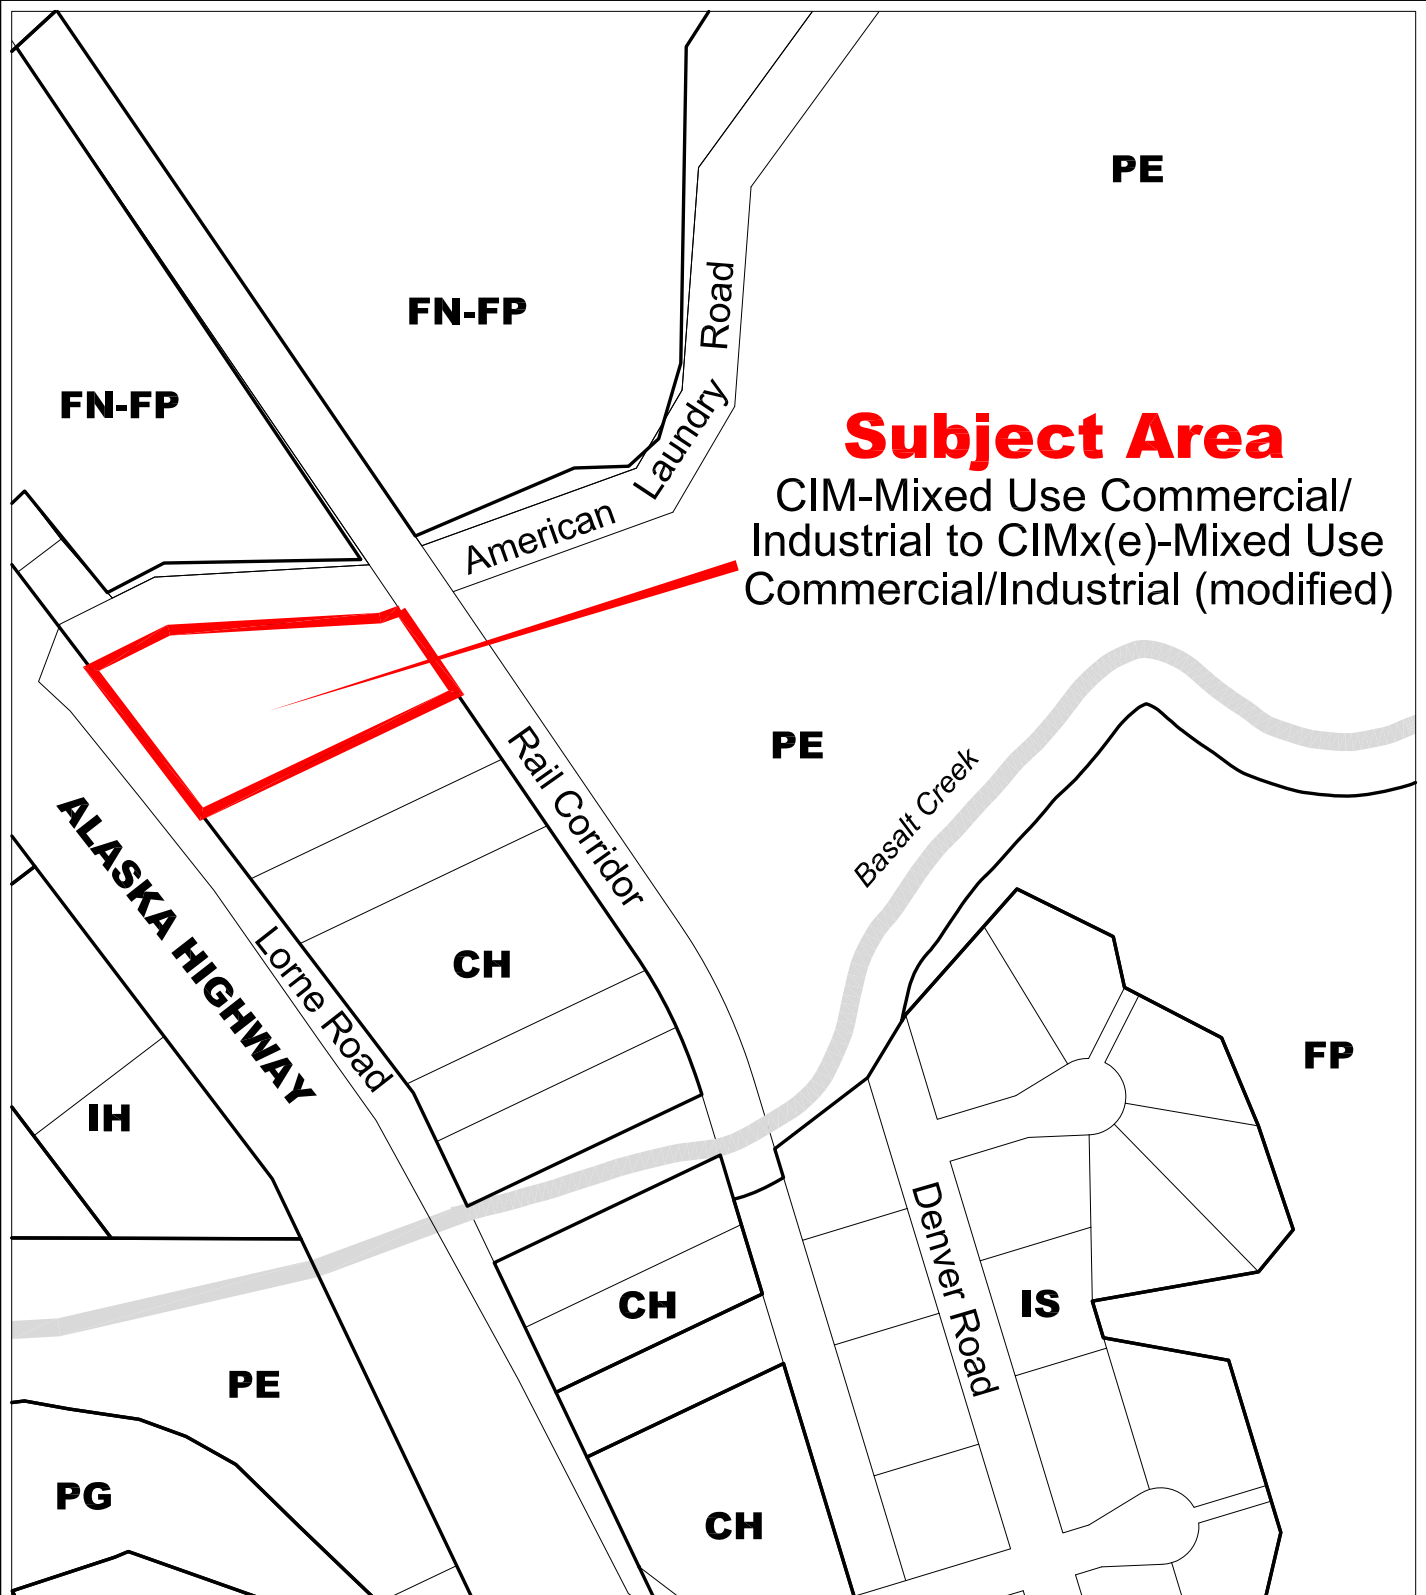 PE
FN-FP
Road
FN-FP
Laundry
American
Subject Area
CIM-Mixed Use Commercial/
Industrial to CIMx(e)-Mixed Use
Commercial/Industrial (modified)
PE
Rail Corridor
Basalt Creek
ALASKA HIGHWAY
Lorne Road
CH
FP
IH
Denver Road
IS
CH
PE
PG
CH